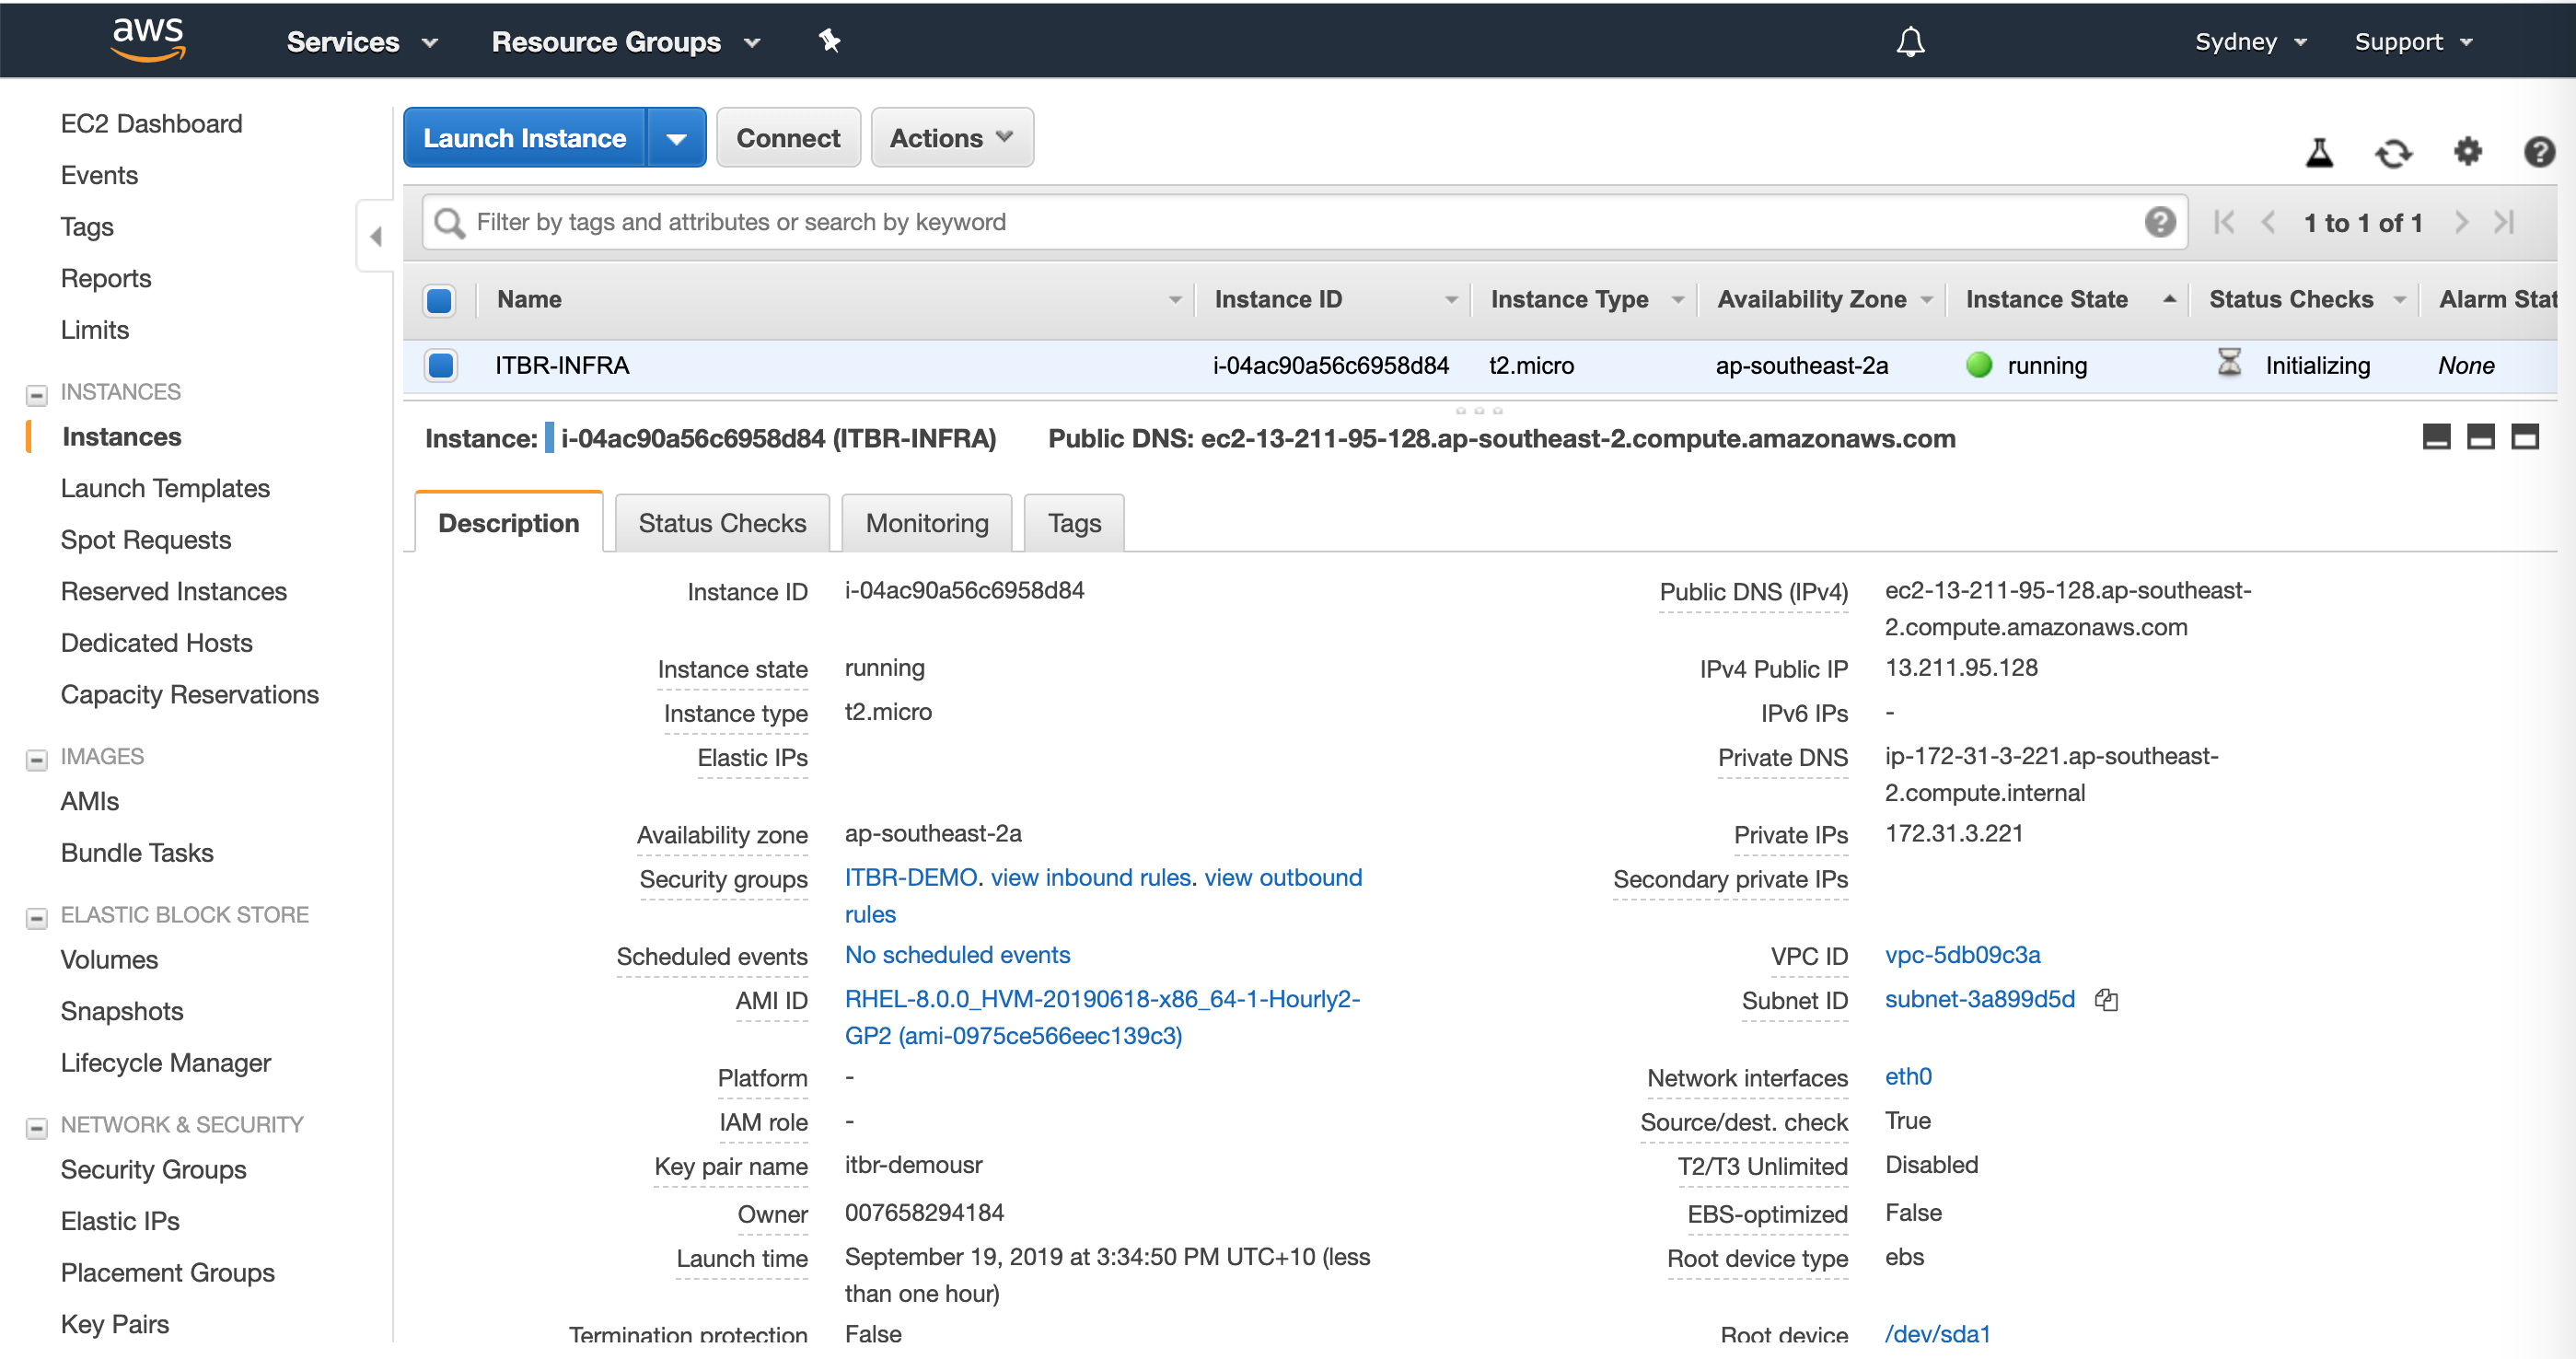 aws Services Resource Groups Sydney Support
EC2 Dashboard
Events
Tags
Reports
Limits
INSTANCES
Instances
Launch Templates
Spot Requests
Reserved Instances
Dedicated Hosts
Capacity Reservations
IMAGES
AMIs
Bundle Tasks
ELASTIC BLOCK STORE
Volumes
Snapshots
Lifecycle Manager
NETWORK & SECURITY
Security Groups
Elastic IPs
Placement Groups
Key Pairs
Launch Instance Connect Actions
Filter by tags and attributes or search by keyword 1 to 1 of 1
Name Instance ID Instance Type Availability Zone Instance State Status Checks Alarm Stat
ITBR-INFRA i-04ac90a56c6958d84 t2.micro ap-southeast-2a running Initializing None
Instance: i-04ac90a56c6958d84 (ITBR-INFRA) Public DNS: ec2-13-211-95-128.ap-southeast-2.compute.amazonaws.com
Description Status Checks Monitoring Tags
Instance ID i-04ac90a56c6958d84
Instance state running
Instance type t2.micro
Elastic IPs
Availability zone ap-southeast-2a
Security groups ITBR-DEMO. view inbound rules. view outbound
rules
Scheduled events No scheduled events
AMI ID RHEL-8.0.0_HVM-20190618-x86_64-1-Hourly2-
GP2 (ami-0975ce566eec139c3)
Platform -
IAM role -
Key pair name itbr-demousr
Owner 007658294184
Launch time September 19, 2019 at 3:34:50 PM UTC+10 (less
than one hour)
Termination protection False
Public DNS (IPv4) ec2-13-211-95-128.ap-southeast-
2.compute.amazonaws.com
IPv4 Public IP 13.211.95.128
IPv6 IPs -
Private DNS ip-172-31-3-221.ap-southeast-
2.compute.internal
Private IPs 172.31.3.221
Secondary private IPs
VPC ID vpc-5db09c3a
Subnet ID subnet-3a899d5d
Network interfaces eth0
Source/dest. check True
T2/T3 Unlimited Disabled
EBS-optimized False
Root device type ebs
Root device /dev/sda1